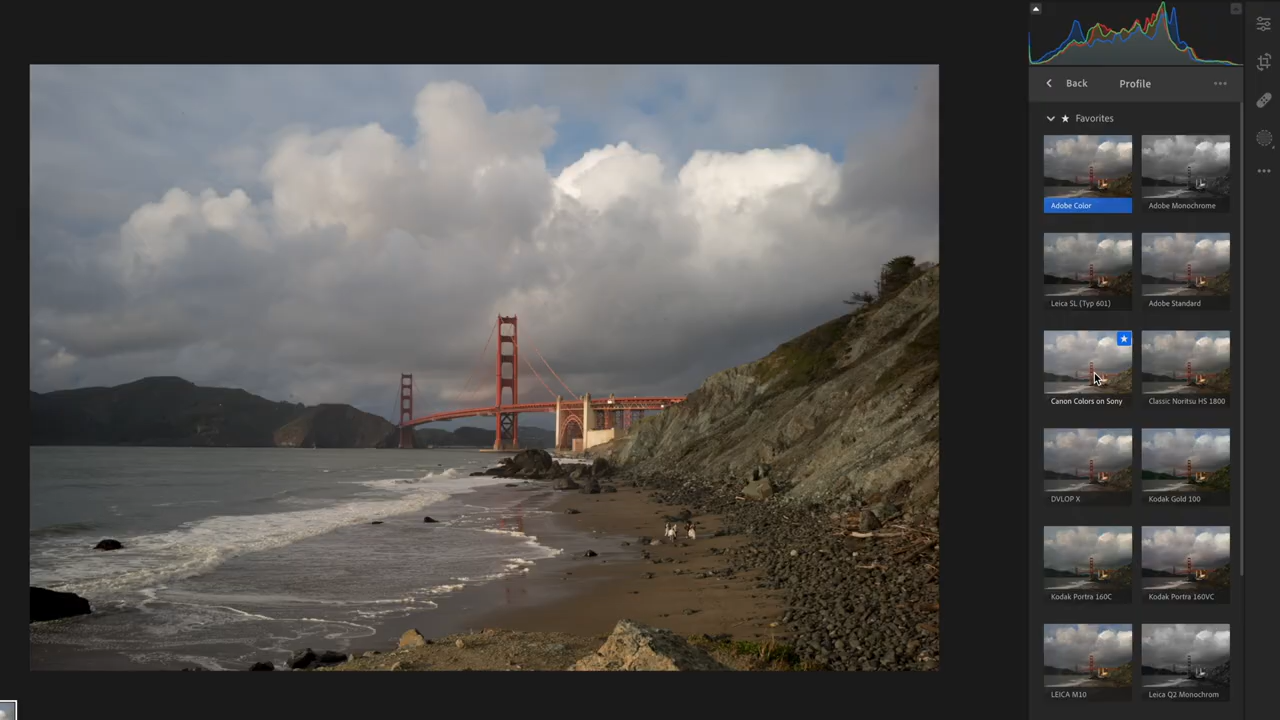 Back Profile
Favorites
Adobe Color
Adobe Monochrome
Leica SL (Typ 601)
Adobe Standard
Canon Colors on Sony
Classic Noritsu HS 1800
DVLOP X
Kodak Gold 100
Kodak Portra 160C
Kodak Portra 160VC
LEICA M10
Leica Q2 Monochrom